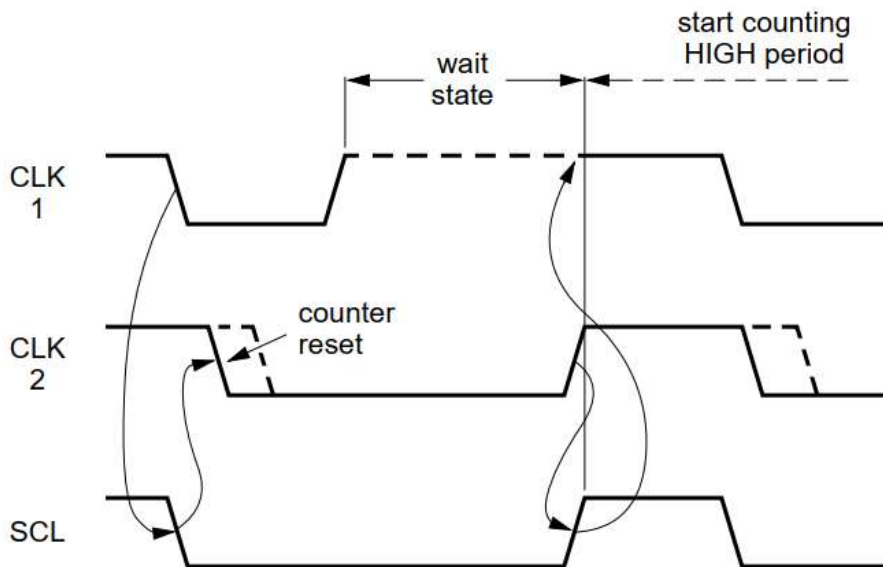 start counting
HIGH period
wait
state
CLK
1
counter
reset
CLK
2
SCL